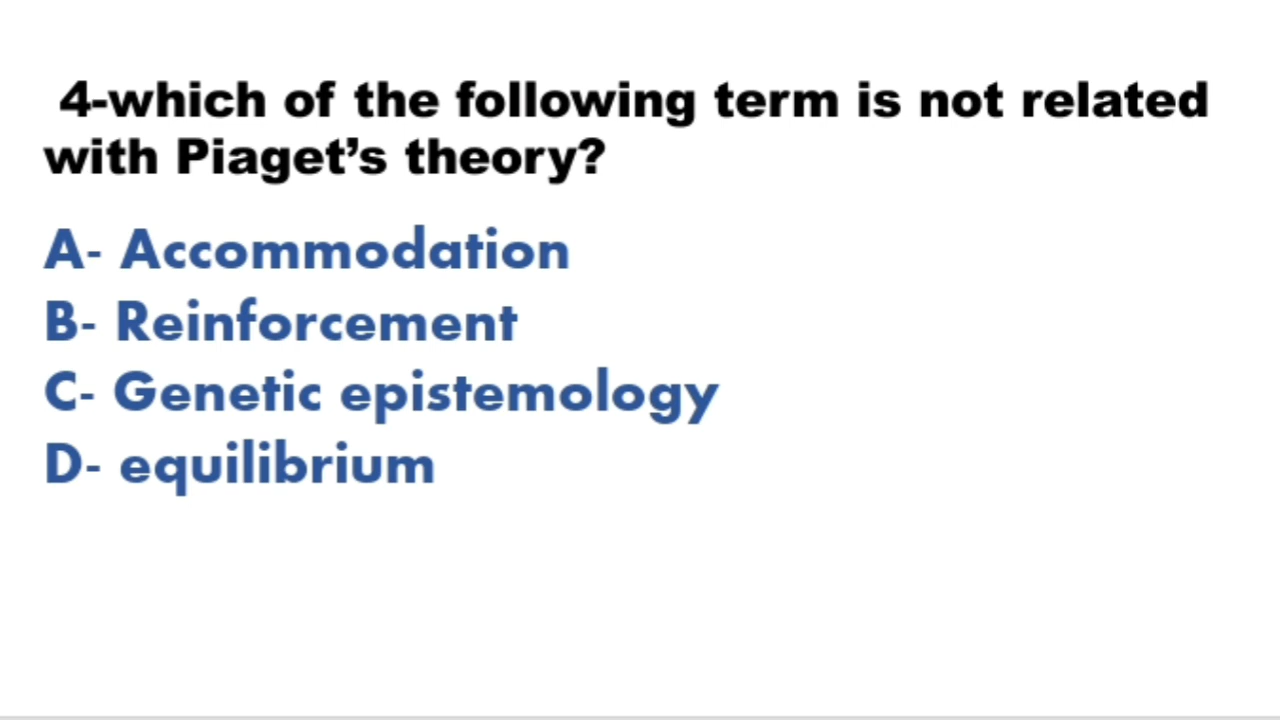 4-which of the following term is not related
with Piaget’s theory?
A- Accommodation
B- Reinforcement
C- Genetic epistemology
D- equilibrium